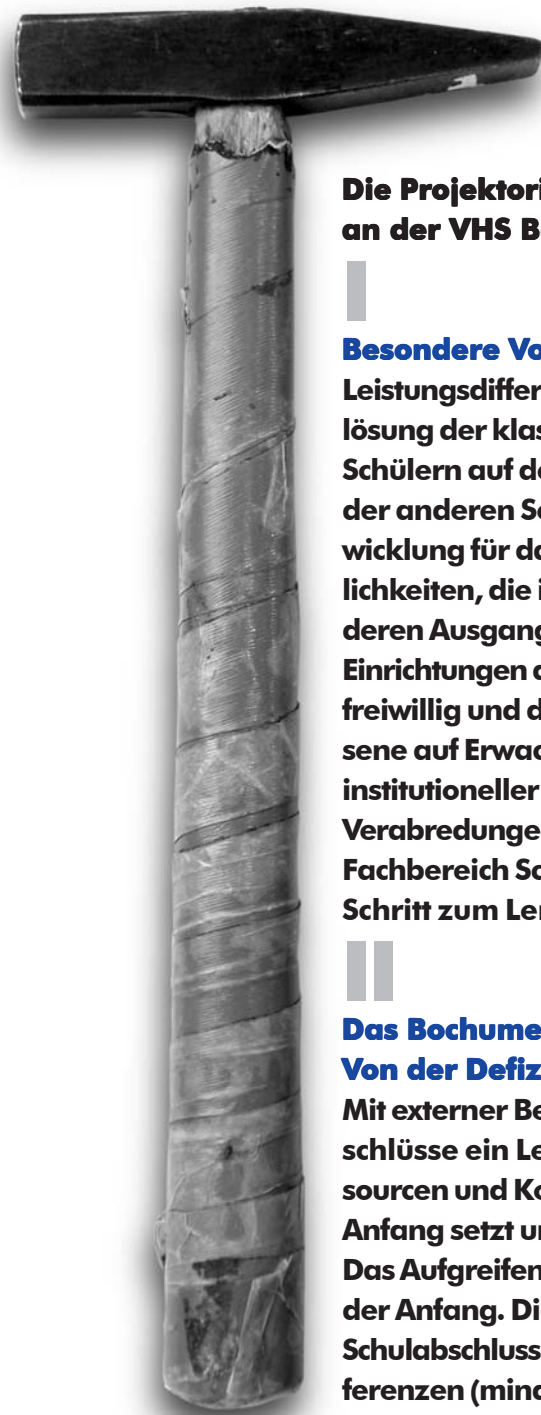 Die Projektori
an der VHS B
I
Besondere Vo
Leistungsdiffer
lösung der klas
Schülern auf de
der anderen Se
wicklung für da
lichkeiten, die i
deren Ausgang
Einrichtungen d
freiwillig und d
sene auf Erwac
institutioneller
Verabredunge
Fachbereich Sc
Schritt zum Ler
II
Das Bochume
Von der Defiz
Mit externer Be
schlüsse ein Le
sourcen und Ko
Anfang setzt un
Das Aufgreifen
der Anfang. Di
Schulabschluss
ferenzen (mind